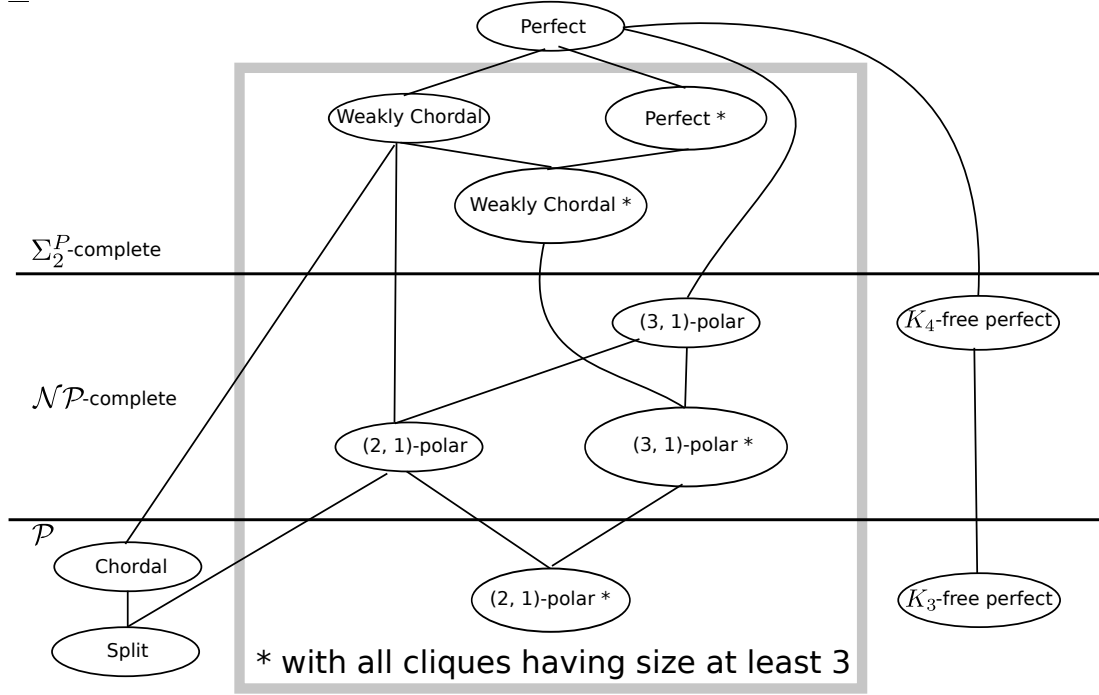 Perfect
Weakly Chordal
Perfect *
Weakly Chordal *
Σ₂ᴾ-complete
(3, 1)-polar
K₄-free perfect
𝒩𝒫-complete
(2, 1)-polar
(3, 1)-polar *
𝒫
Chordal
(2, 1)-polar *
K₃-free perfect
Split
* with all cliques having size at least 3